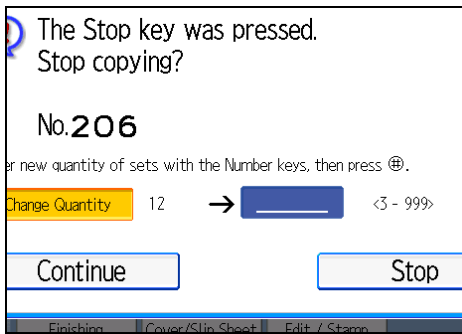 The Stop key was pressed.
Stop copying?
No.206
er new quantity of sets with the Number keys, then press ⊕.
Change Quantity 12 → <3 - 999>
Continue Stop
Finishing Cover/Slip Sheet Edit / Stamp